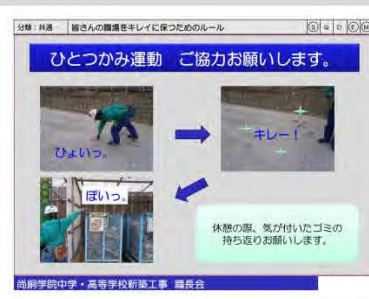 分類：共通
皆さんの職場をキレイに保つためのルール
S Q D E M
ひとつかみ運動 ご協力お願いします。
ひょいっ。
キレー！
ぽいっ。
休憩の際、気が付いたゴミの
持ち返りお願いします。
尚絅学院中学・高等学校新築工事 職長会